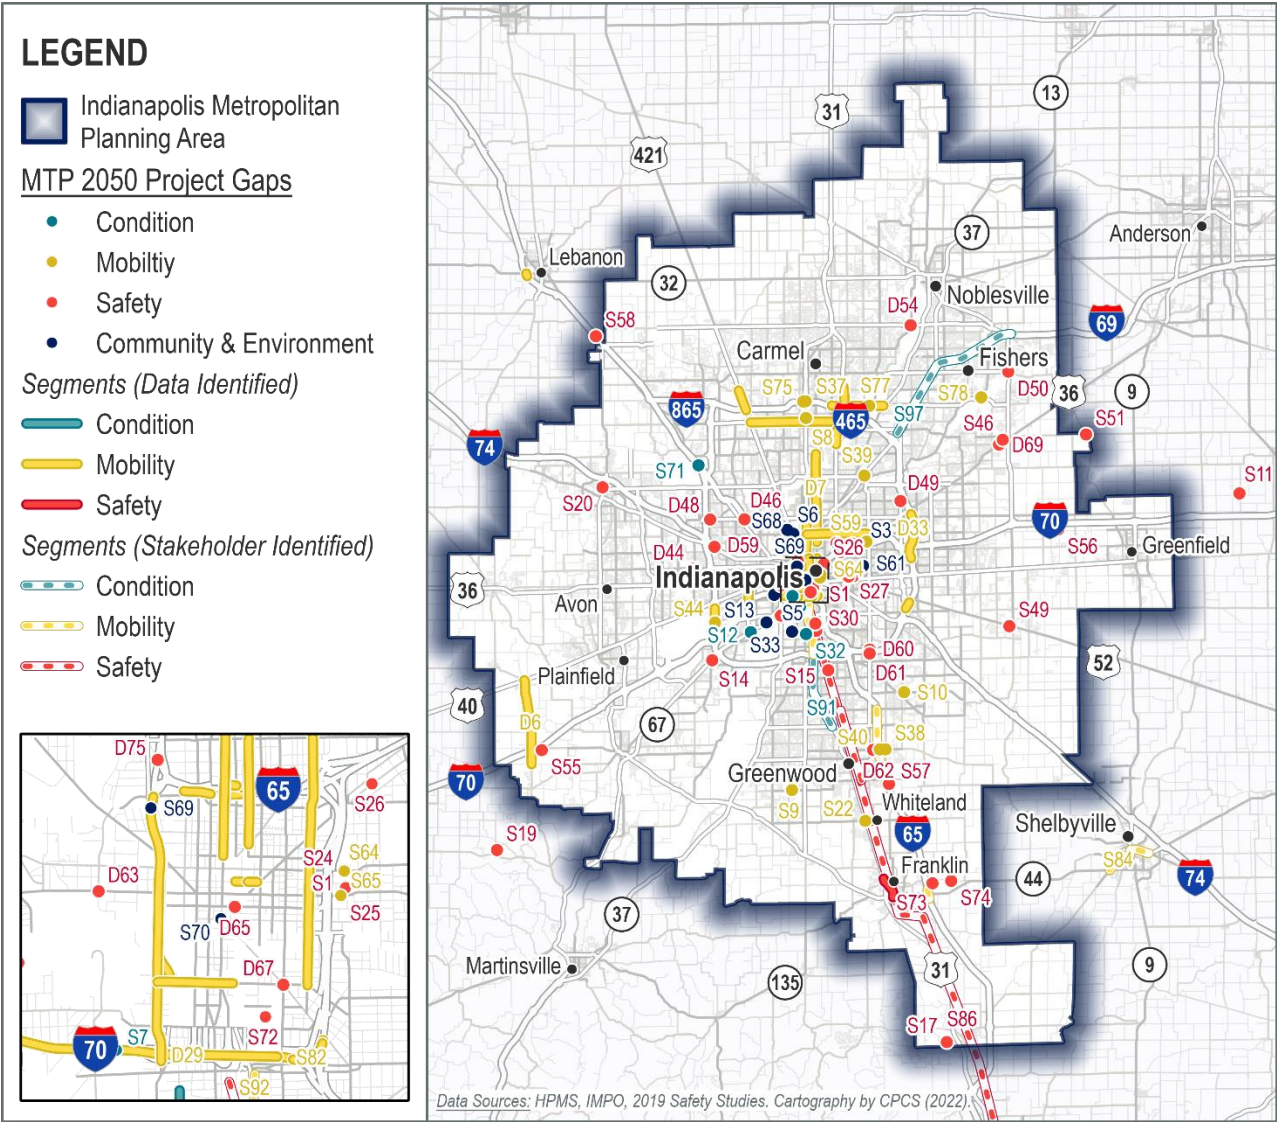 LEGEND
Indianapolis Metropolitan
Planning Area
MTP 2050 Project Gaps
Condition
Mobiltiy
Safety
Community & Environment
Segments (Data Identified)
Condition
Mobility
Safety
Segments (Stakeholder Identified)
Condition
Mobility
Safety
D75
65
S69
S26
S24
S64
D63
S1
S65
S25
S70
D65
D67
S72
S7
70
D29
S82
S92
13
31
421
37
Anderson
Lebanon
32
Noblesville
D54
69
S58
Carmel
Fishers
D50
S75
S37
S77
S78
36
9
865
465
S97
S46
S51
74
S8
D69
S71
S39
S11
S20
D7
D49
D48
D46
S68
S6
S59
S3
D33
70
S56
D44
D59
S69
S26
Greenfield
Indianapolis
S64
S61
36
S1
S27
Avon
S44
S13
S5
S30
S49
S12
S33
S32
D60
52
Plainfield
S14
S15
D61
S10
40
D6
67
S91
S40
S38
S55
Greenwood
D62
S57
70
S9
S22
Whiteland
65
Shelbyville
S19
Franklin
S84
74
44
S73
S74
37
Martinsville
135
31
9
S17
S86
Data Sources: HPMS, IMPO, 2019 Safety Studies. Cartography by CPCS (2022).